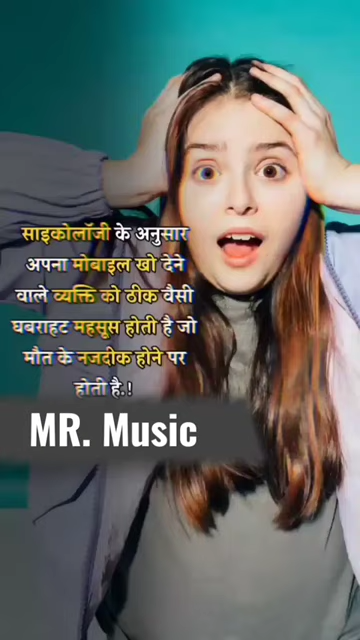 साइकोलॉजी के अनुसार
अपना मोबाइल खो देने
वाले व्यक्ति को ठीक वैसी
घबराहट महसूस होती है जो
मौत के नजदीक होने पर
होती है.!
MR. Music